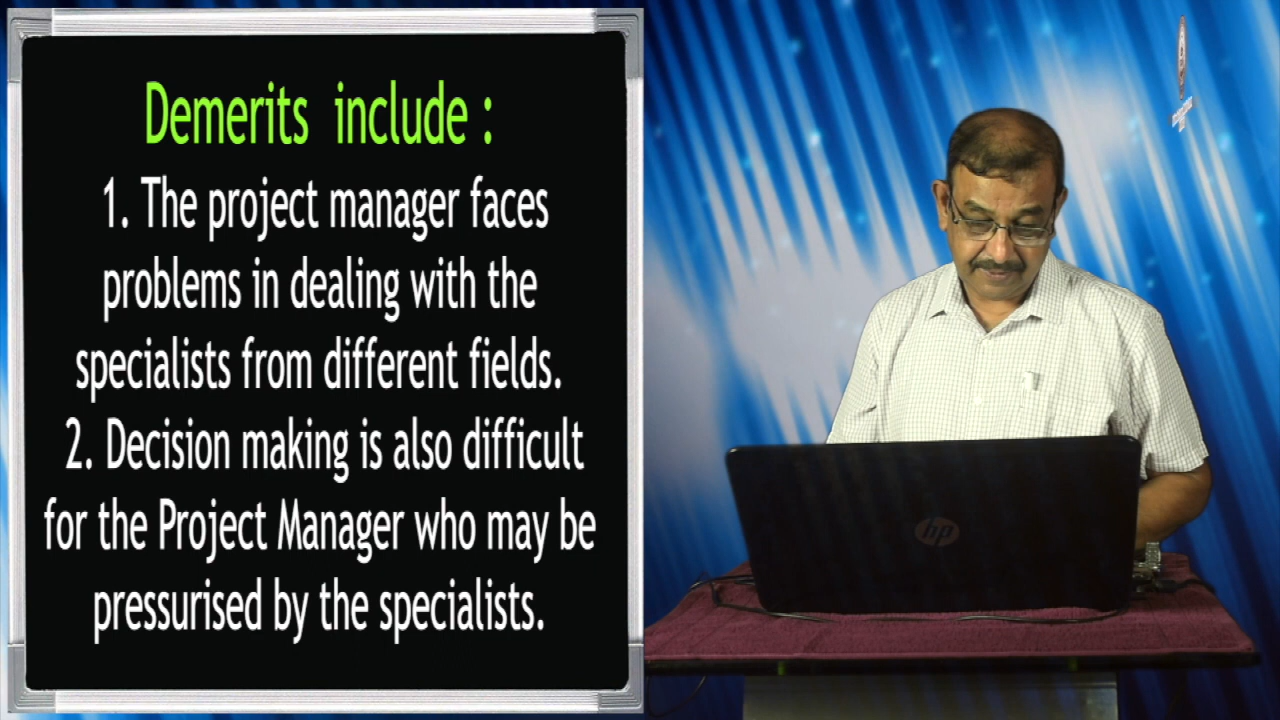 Demerits include :
1. The project manager faces
problems in dealing with the
specialists from different fields.
2. Decision making is also difficult
for the Project Manager who may be
pressurised by the specialists.
hp